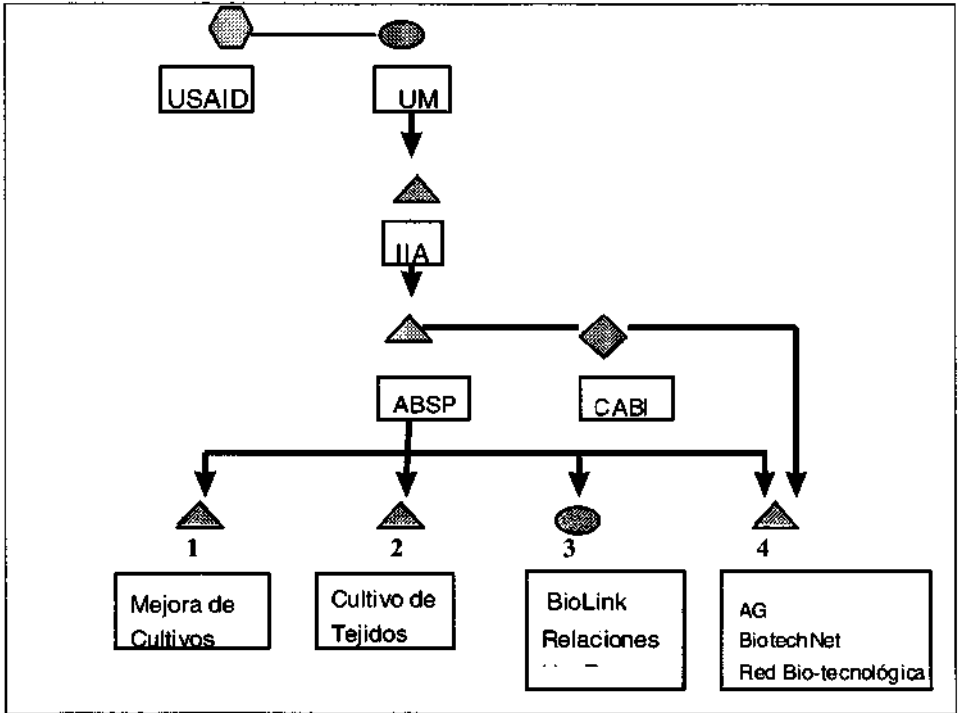 USAID
UM
IIA
ABSP
CABI
1
2
3
4
Mejora de
Cultivos
Cultivo de
Tejidos
BioLink
Relaciones
AG
BiotechNet
Red Bio-tecnológica